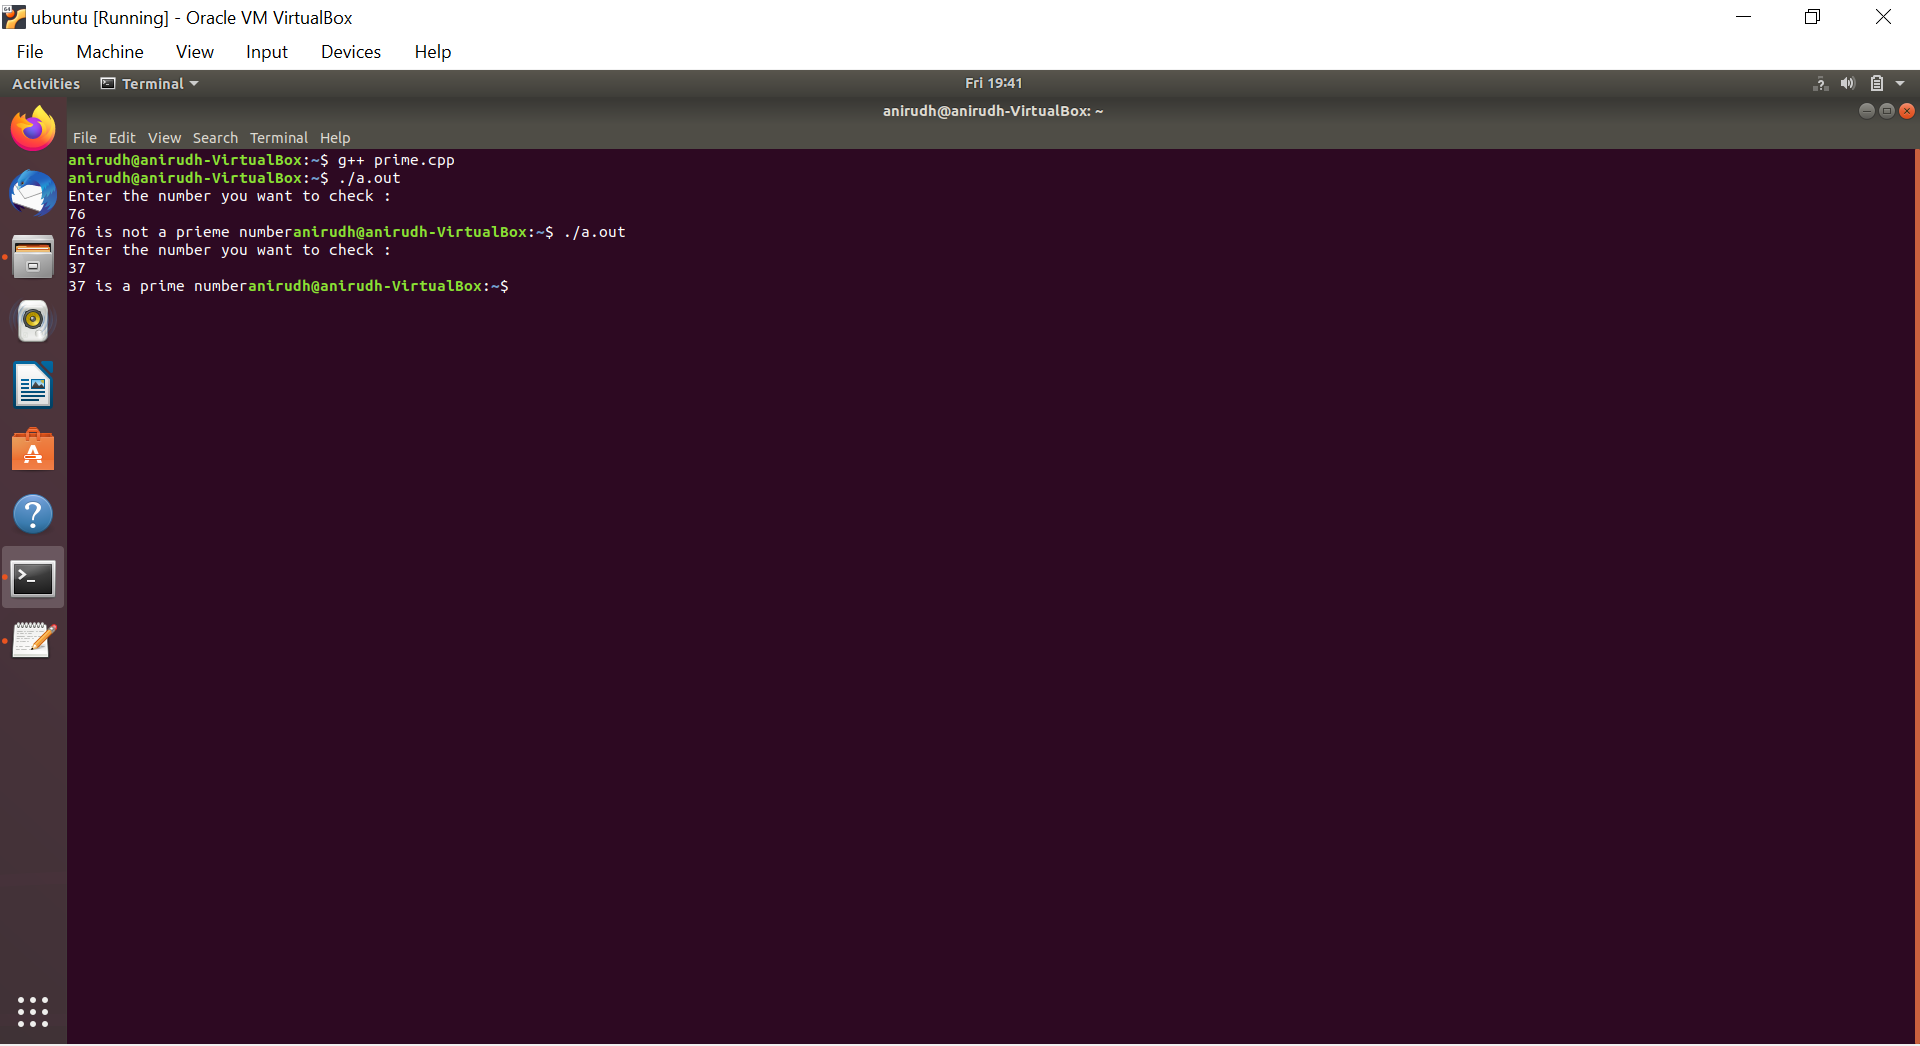 ubuntu [Running] - Oracle VM VirtualBox
File Machine View Input Devices Help
Activities Terminal Fri 19:41
anirudh@anirudh-VirtualBox: ~
File Edit View Search Terminal Help
anirudh@anirudh-VirtualBox:~$ g++ prime.cpp
anirudh@anirudh-VirtualBox:~$ ./a.out
Enter the number you want to check :
76
76 is not a prieme numberanirudh@anirudh-VirtualBox:~$ ./a.out
Enter the number you want to check :
37
37 is a prime numberanirudh@anirudh-VirtualBox:~$